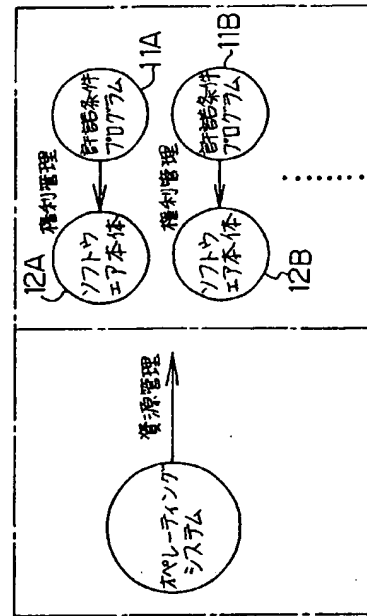 オペレーティング
システム
資源管理
12A
ソフトウ
ェア本体
権利管理
許諾条件
プログラム
11A
12B
ソフトウ
ェア本体
権利管理
許諾条件
プログラム
11B